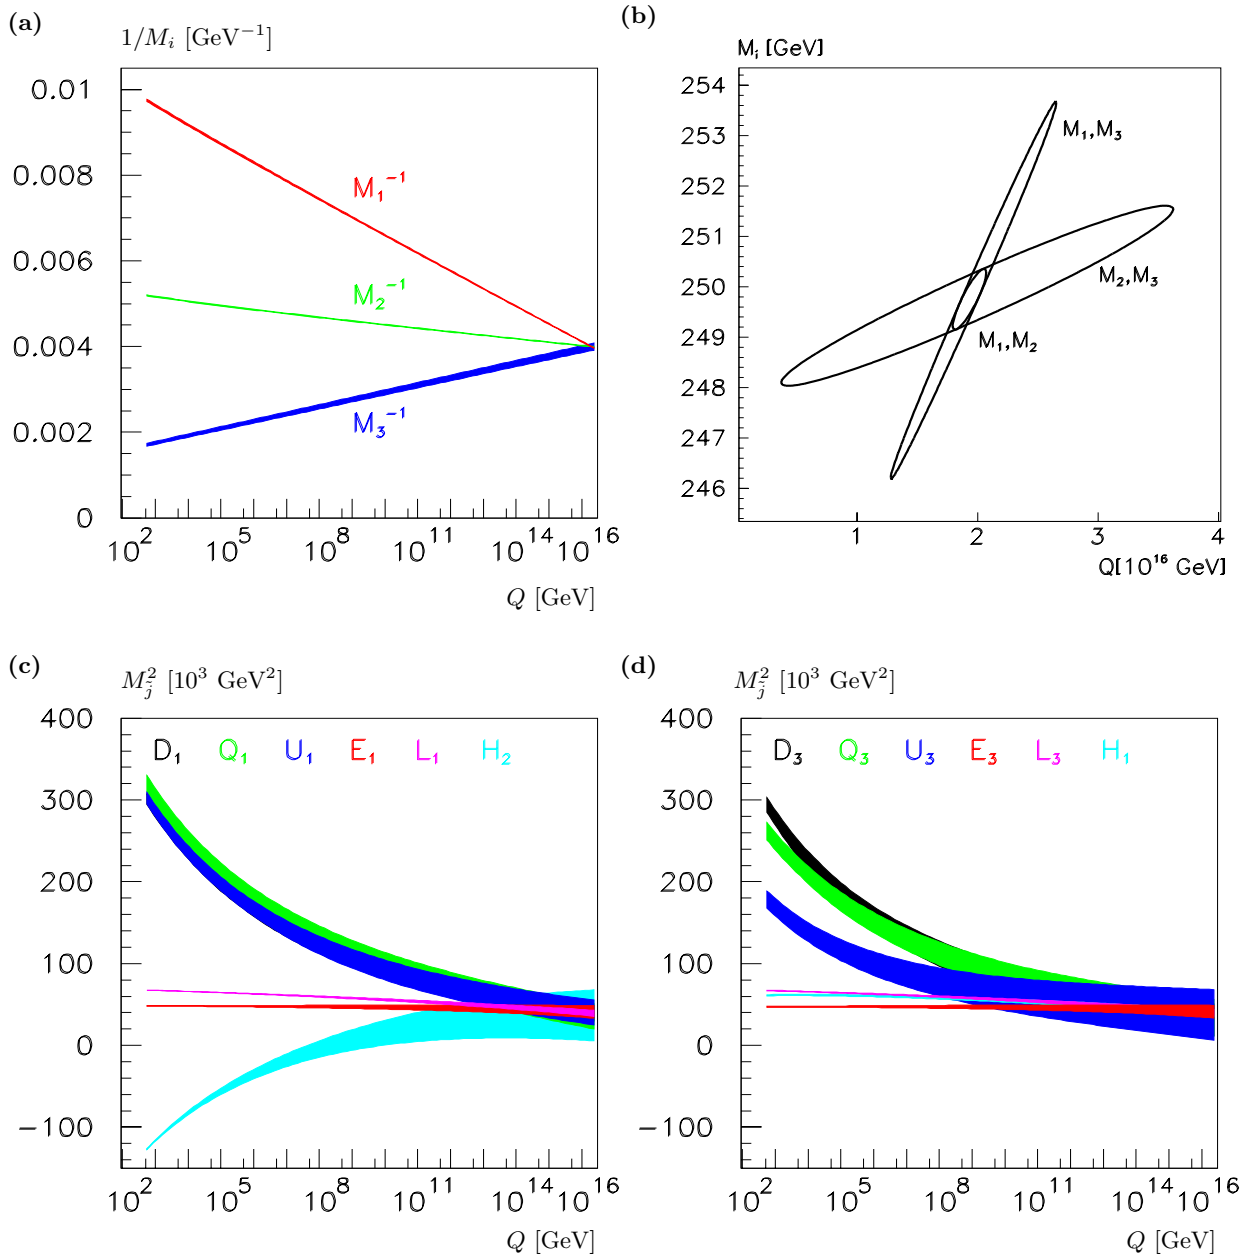 (a)
1/M_i [GeV^−1]
0.01
0.008
0.006
0.004
0.002
0
M_1^−1
M_2^−1
M_3^−1
10^2 10^5 10^8 10^11 10^14 10^16
Q [GeV]
(b)
M_i [GeV]
254
253
252
251
250
249
248
247
246
M_1,M_3
M_2,M_3
M_1,M_2
1 2 3 4
Q[10^16 GeV]
(c)
M_j̃^2 [10^3 GeV^2]
400
300
200
100
0
−100
D_1 Q_1 U_1 E_1 L_1 H_2
10^2 10^5 10^8 10^11 10^14 10^16
Q [GeV]
(d)
M_j̃^2 [10^3 GeV^2]
400
300
200
100
0
−100
D_3 Q_3 U_3 E_3 L_3 H_1
10^2 10^5 10^8 10^11 10^14 10^16
Q [GeV]